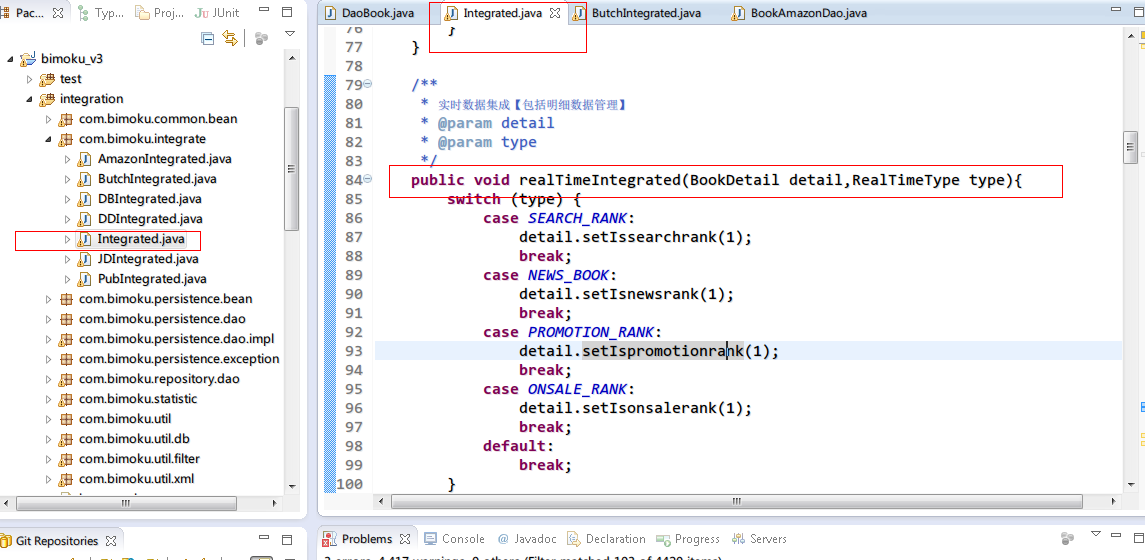 Pac... Typ... Proj... JUnit
bimoku_v3
test
integration
com.bimoku.common.bean
com.bimoku.integrate
AmazonIntegrated.java
ButchIntegrated.java
DBIntegrated.java
DDIntegrated.java
Integrated.java
JDIntegrated.java
PubIntegrated.java
com.bimoku.persistence.bean
com.bimoku.persistence.dao
com.bimoku.persistence.dao.impl
com.bimoku.persistence.exception
com.bimoku.repository.dao
com.bimoku.statistic
com.bimoku.util
com.bimoku.util.db
com.bimoku.util.filter
com.bimoku.util.xml
Git Repositories
DaoBook.java Integrated.java ButchIntegrated.java BookAmazonDao.java
76 }
77 }
78
79 /**
80 * 实时数据集成【包括明细数据管理】
81 * @param detail
82 * @param type
83 */
84 public void realTimeIntegrated(BookDetail detail,RealTimeType type){
85 switch (type) {
86 case SEARCH_RANK:
87 detail.setIssearchrank(1);
88 break;
89 case NEWS_BOOK:
90 detail.setIsnewsrank(1);
91 break;
92 case PROMOTION_RANK:
93 detail.setIspromotionrank(1);
94 break;
95 case ONSALE_RANK:
96 detail.setIsonsalerank(1);
97 break;
98 default:
99 break;
100 }
Problems Console @ Javadoc Declaration Progress Servers